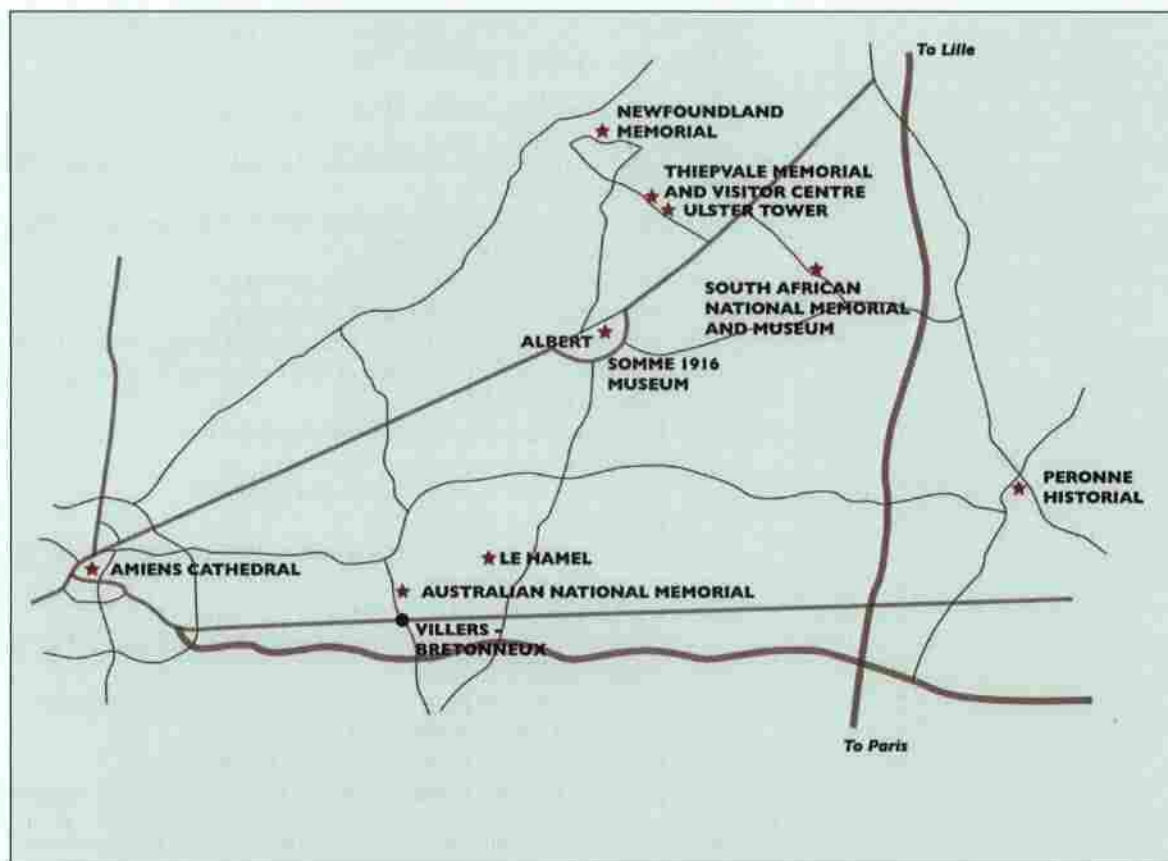 To Lille
NEWFOUNDLAND
MEMORIAL
THIEPVALE MEMORIAL
AND VISITOR CENTRE
ULSTER TOWER
SOUTH AFRICAN
NATIONAL MEMORIAL
AND MUSEUM
ALBERT
SOMME 1916
MUSEUM
PERONNE
HISTORIAL
LE HAMEL
AMIENS CATHEDRAL
AUSTRALIAN NATIONAL MEMORIAL
VILLERS -
BRETONNEUX
To Paris